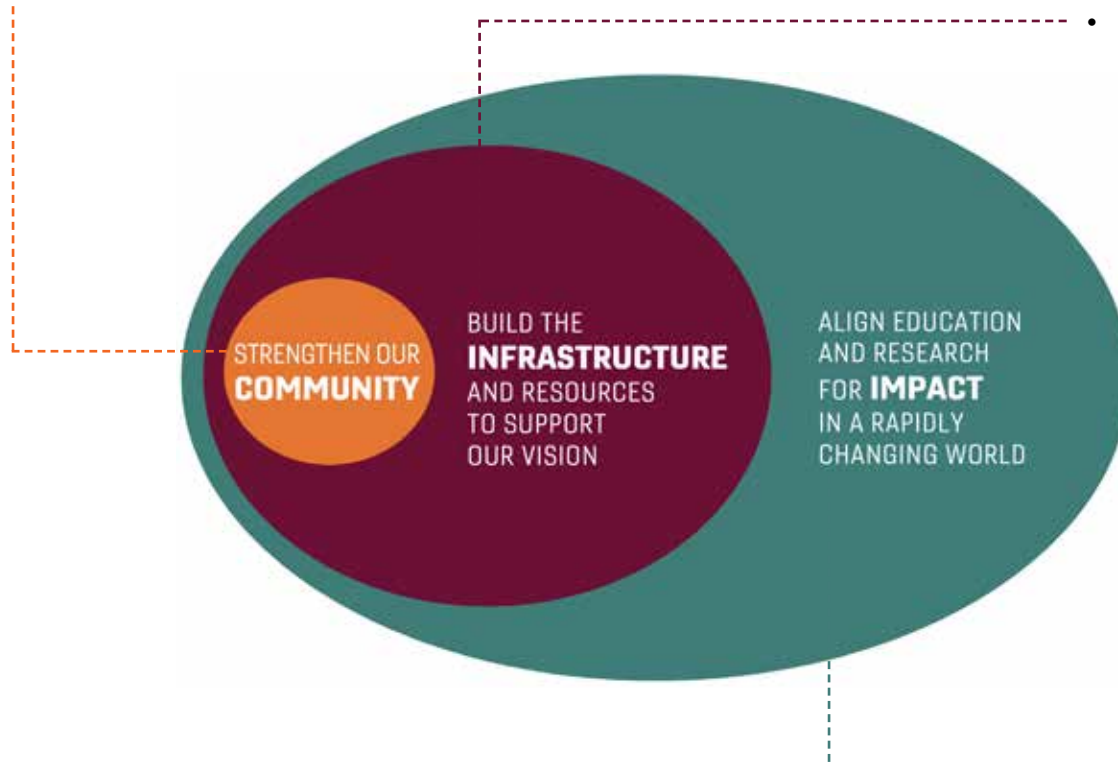 STRENGTHEN OUR
COMMUNITY
BUILD THE
INFRASTRUCTURE
AND RESOURCES
TO SUPPORT
OUR VISION
ALIGN EDUCATION
AND RESEARCH
FOR IMPACT
IN A RAPIDLY
CHANGING WORLD